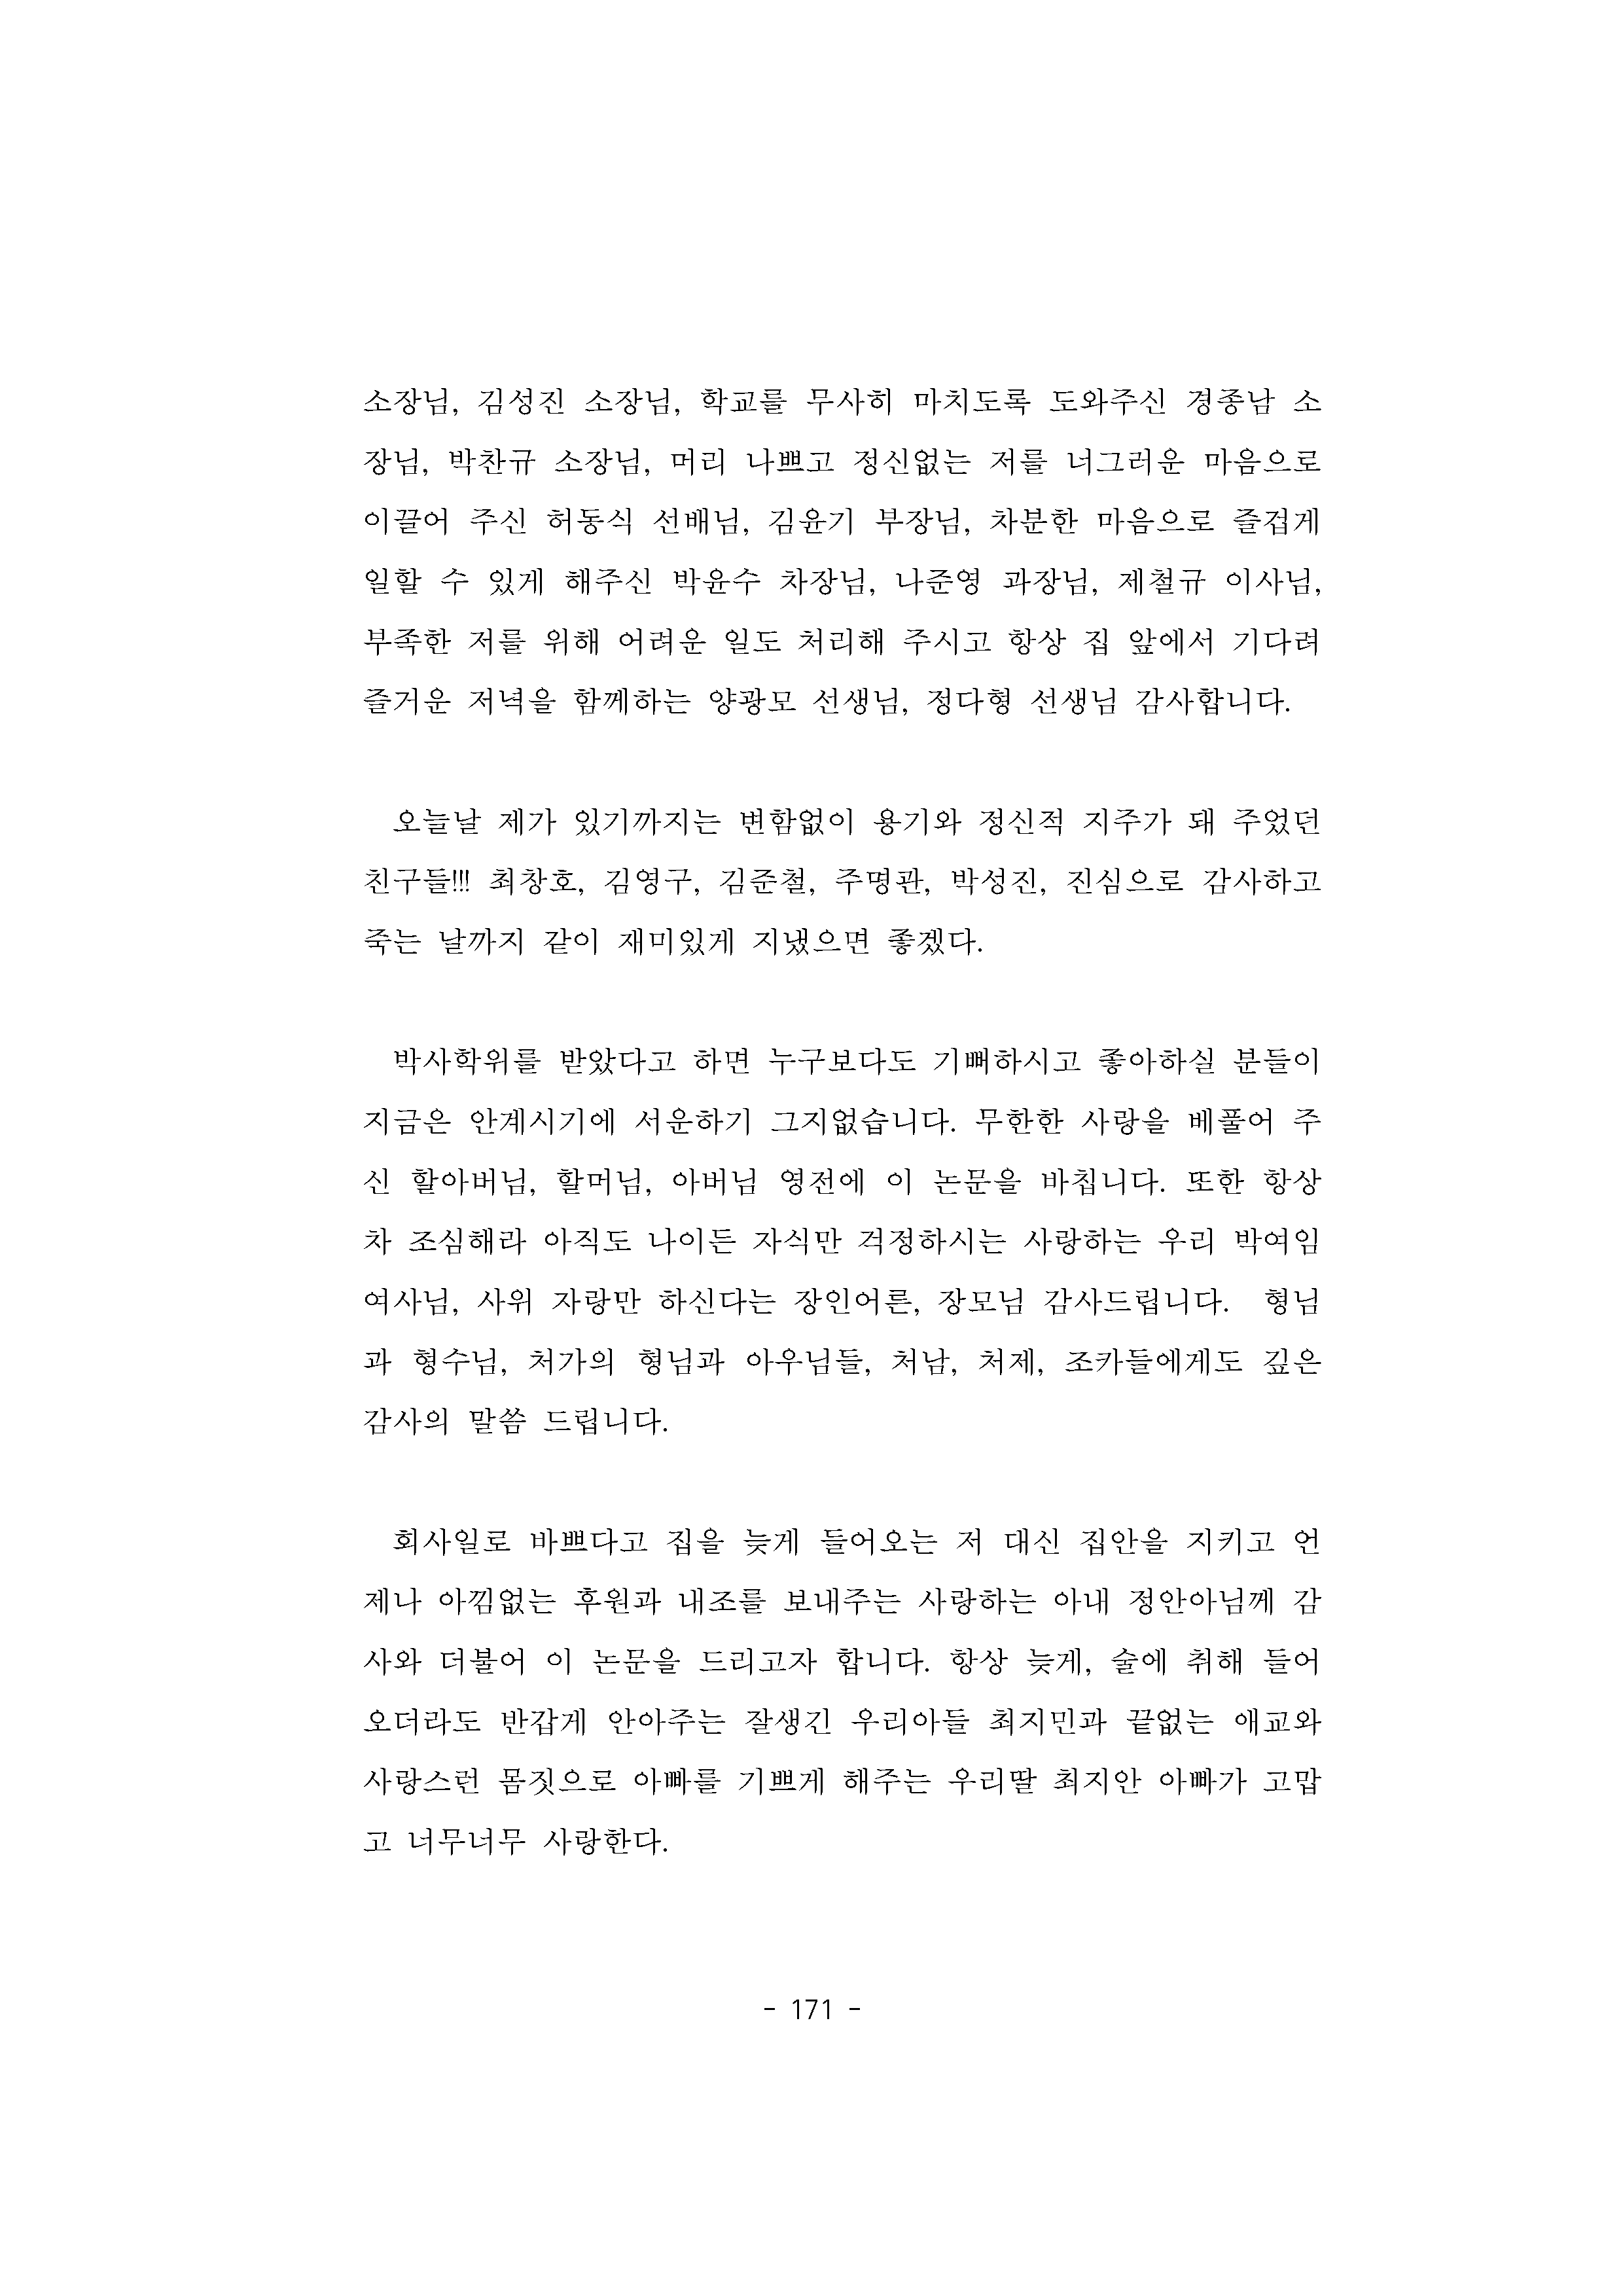 소장님, 김성진 소장님, 학교를 무사히 마치도록 도와주신 경종남 소
장님, 박찬규 소장님, 머리 나쁘고 정신없는 저를 너그러운 마음으로
이끌어 주신 허동식 선배님, 김윤기 부장님, 차분한 마음으로 즐겁게
일할 수 있게 해주신 박윤수 차장님, 나준영 과장님, 제철규 이사님,
부족한 저를 위해 어려운 일도 처리해 주시고 항상 집 앞에서 기다려
즐거운 저녁을 함께하는 양광모 선생님, 정다형 선생님 감사합니다.
오늘날 제가 있기까지는 변함없이 용기와 정신적 지주가 돼 주었던
친구들!!! 최창호, 김영구, 김준철, 주명관, 박성진, 진심으로 감사하고
죽는 날까지 같이 재미있게 지냈으면 좋겠다.
박사학위를 받았다고 하면 누구보다도 기뻐하시고 좋아하실 분들이
지금은 안계시기에 서운하기 그지없습니다. 무한한 사랑을 베풀어 주
신 할아버님, 할머님, 아버님 영전에 이 논문을 바칩니다. 또한 항상
차 조심해라 아직도 나이든 자식만 걱정하시는 사랑하는 우리 박여임
여사님, 사위 자랑만 하신다는 장인어른, 장모님 감사드립니다. 형님
과 형수님, 처가의 형님과 아우님들, 처남, 처제, 조카들에게도 깊은
감사의 말씀 드립니다.
회사일로 바쁘다고 집을 늦게 들어오는 저 대신 집안을 지키고 언
제나 아낌없는 후원과 내조를 보내주는 사랑하는 아내 정안아님께 감
사와 더불어 이 논문을 드리고자 합니다. 항상 늦게, 술에 취해 들어
오더라도 반갑게 안아주는 잘생긴 우리아들 최지민과 끝없는 애교와
사랑스런 몸짓으로 아빠를 기쁘게 해주는 우리딸 최지안 아빠가 고맙
고 너무너무 사랑한다.
- 171 -